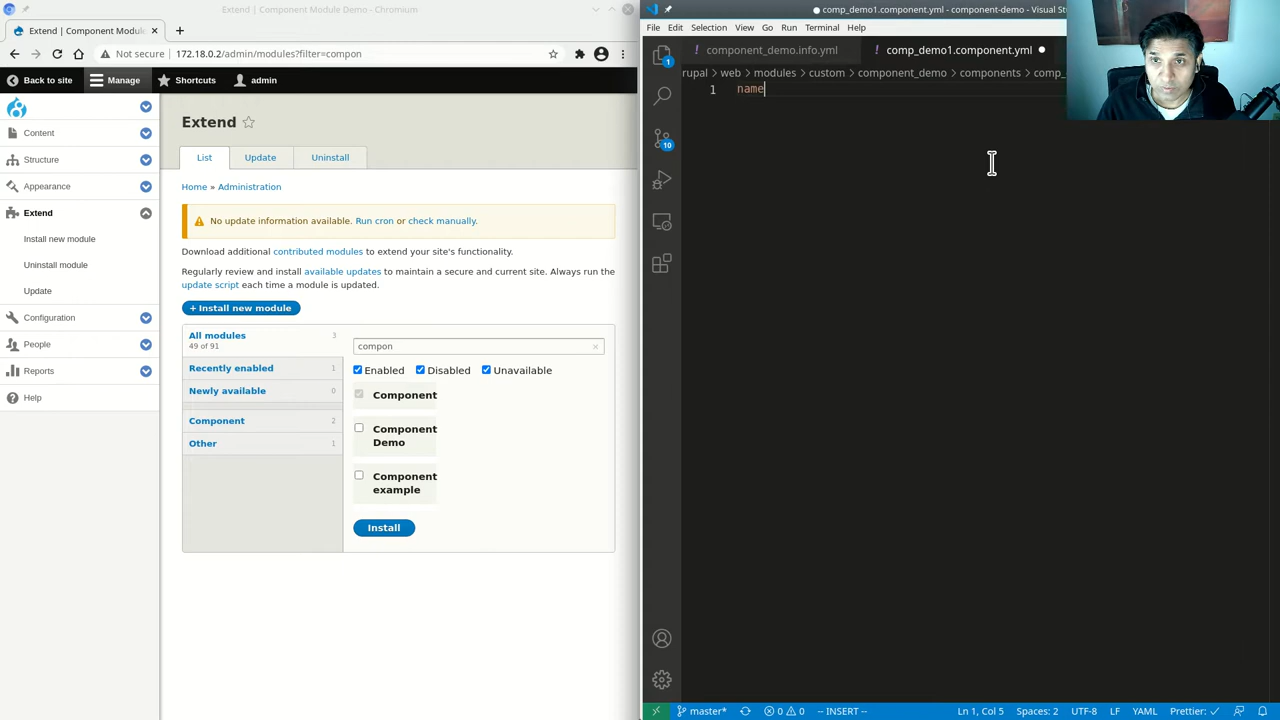 Extend | Component Module Demo - Chromium
Extend | Component Modul
Not secure 172.18.0.2/admin/modules?filter=compon
Back to site
Manage
Shortcuts
admin
Content
Structure
Appearance
Extend
Install new module
Uninstall module
Update
Configuration
People
Reports
Help
Extend
List
Update
Uninstall
Home » Administration
No update information available. Run cron or check manually.
Download additional contributed modules to extend your site's functionality.
Regularly review and install available updates to maintain a secure and current site. Always run the
update script each time a module is updated.
+ Install new module
All modules 3
49 of 91
Recently enabled 1
Newly available 0
Component 2
Other 1
compon
Enabled Disabled Unavailable
Component
Component
Demo
Component
example
Install
comp_demo1.component.yml - component-demo - Visual Stu
File Edit Selection View Go Run Terminal Help
component_demo.info.yml
comp_demo1.component.yml
rupal > web > modules > custom > component_demo > components > comp_
1 name
1
10
master* 0 0 -- INSERT -- Ln 1, Col 5 Spaces: 2 UTF-8 LF YAML Prettier: ✓